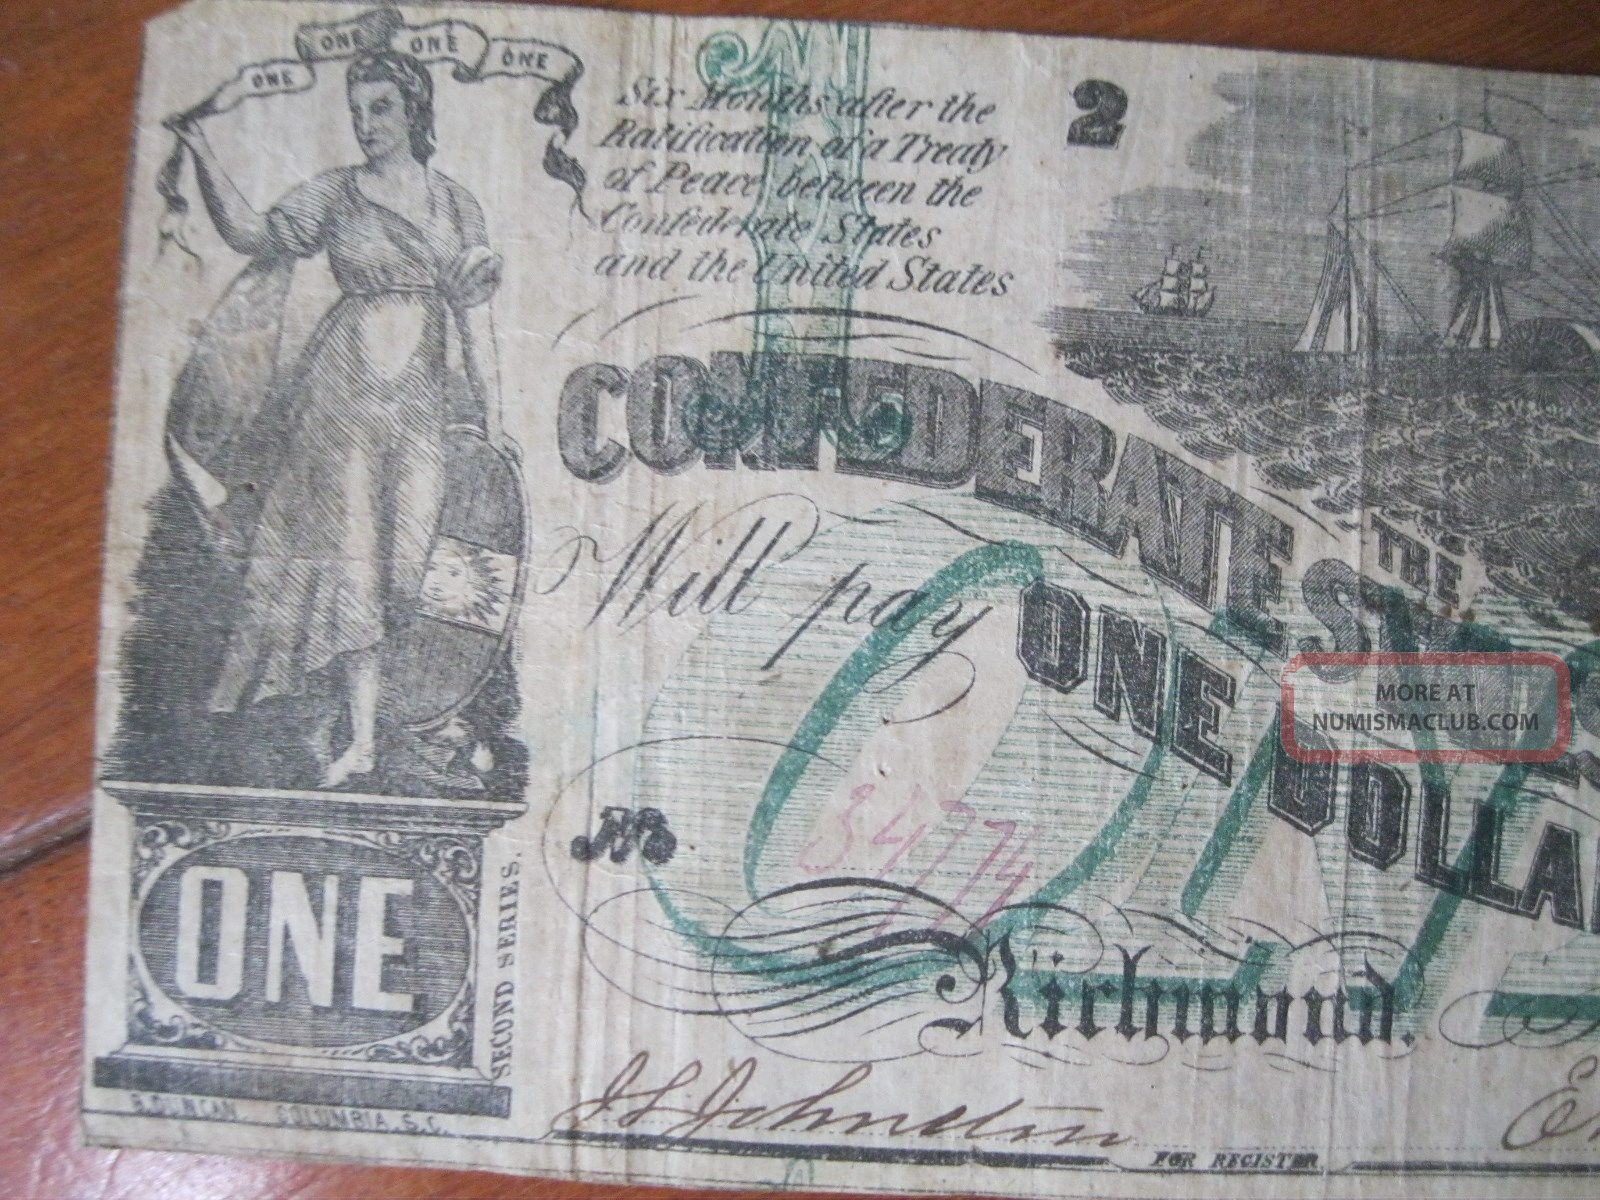 ONE ONE ONE ONE
Six Months after the
Ratification of a Treaty
of Peace between the
Confederate States
and the United States
2
CONFEDERATE
THE
Will pay ONE
No 34774
Richmond.
ONE
SECOND SERIES.
B.DUNCAN. COLUMBIA, S.C.
J L Johnston
FOR REGISTER
MORE AT
NUMISMACLUB.COM